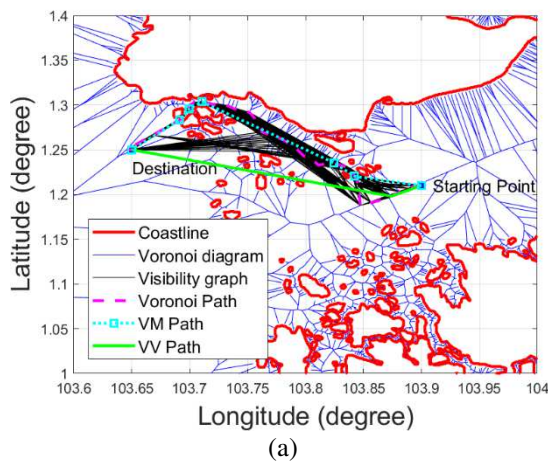 1.4
1.35
1.3
1.25
1.2
1.15
1.1
1.05
1
Latitude (degree)
Destination
Starting Point
Coastline
Voronoi diagram
Visibility graph
Voronoi Path
VM Path
VV Path
103.6 103.65 103.7 103.75 103.8 103.85 103.9 103.95 104
Longitude (degree)
(a)